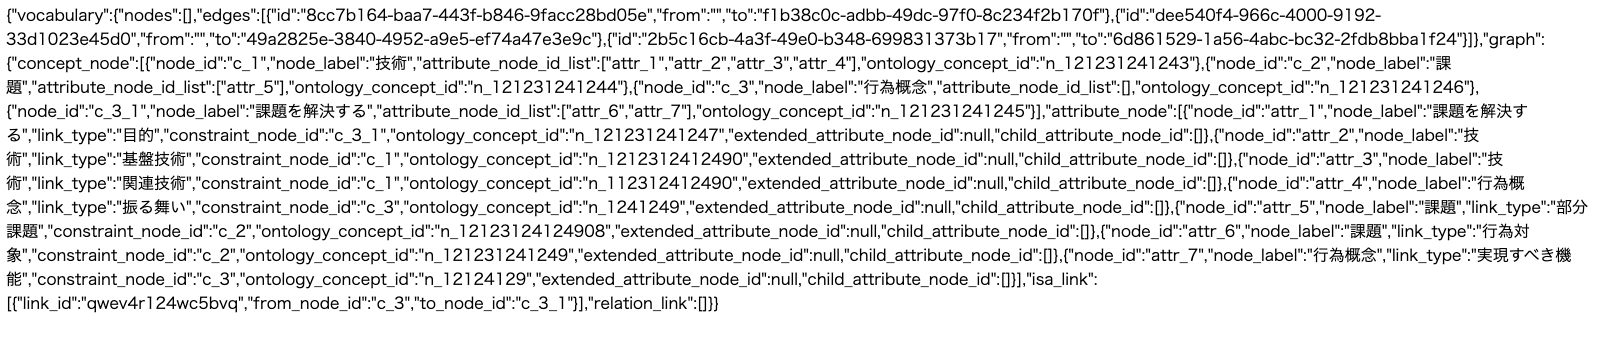 {"vocabulary":{"nodes":[],"edges":[{"id":"8cc7b164-baa7-443f-b846-9facc28bd05e","from":"","to":"f1b38c0c-adbb-49dc-97f0-8c234f2b170f"},{"id":"dee540f4-966c-4000-9192-
33d1023e45d0","from":"","to":"49a2825e-3840-4952-a9e5-ef74a47e3e9c"},{"id":"2b5c16cb-4a3f-49e0-b348-699831373b17","from":"","to":"6d861529-1a56-4abc-bc32-2fdb8bba1f24"}]},"graph":
{"concept_node":[{"node_id":"c_1","node_label":"技術","attribute_node_id_list":["attr_1","attr_2","attr_3","attr_4"],"ontology_concept_id":"n_121231241243"},{"node_id":"c_2","node_label":"課
題","attribute_node_id_list":["attr_5"],"ontology_concept_id":"n_121231241244"},{"node_id":"c_3","node_label":"行為概念","attribute_node_id_list":[],"ontology_concept_id":"n_121231241246"},
{"node_id":"c_3_1","node_label":"課題を解決する","attribute_node_id_list":["attr_6","attr_7"],"ontology_concept_id":"n_121231241245"}],"attribute_node":[{"node_id":"attr_1","node_label":"課題を解決す
る","link_type":"目的","constraint_node_id":"c_3_1","ontology_concept_id":"n_121231241247","extended_attribute_node_id":null,"child_attribute_node_id":[]},{"node_id":"attr_2","node_label":"技
術","link_type":"基盤技術","constraint_node_id":"c_1","ontology_concept_id":"n_1212312412490","extended_attribute_node_id":null,"child_attribute_node_id":[]},{"node_id":"attr_3","node_label":"技
術","link_type":"関連技術","constraint_node_id":"c_1","ontology_concept_id":"n_112312412490","extended_attribute_node_id":null,"child_attribute_node_id":[]},{"node_id":"attr_4","node_label":"行為概
念","link_type":"振る舞い","constraint_node_id":"c_3","ontology_concept_id":"n_1241249","extended_attribute_node_id":null,"child_attribute_node_id":[]},{"node_id":"attr_5","node_label":"課題","link_type":"部分
課題","constraint_node_id":"c_2","ontology_concept_id":"n_12123124124908","extended_attribute_node_id":null,"child_attribute_node_id":[]},{"node_id":"attr_6","node_label":"課題","link_type":"行為対
象","constraint_node_id":"c_2","ontology_concept_id":"n_121231241249","extended_attribute_node_id":null,"child_attribute_node_id":[]},{"node_id":"attr_7","node_label":"行為概念","link_type":"実現すべき機
能","constraint_node_id":"c_3","ontology_concept_id":"n_12124129","extended_attribute_node_id":null,"child_attribute_node_id":[]}],"isa_link":
[{"link_id":"qwev4r124wc5bvq","from_node_id":"c_3","to_node_id":"c_3_1"}],"relation_link":[]}}